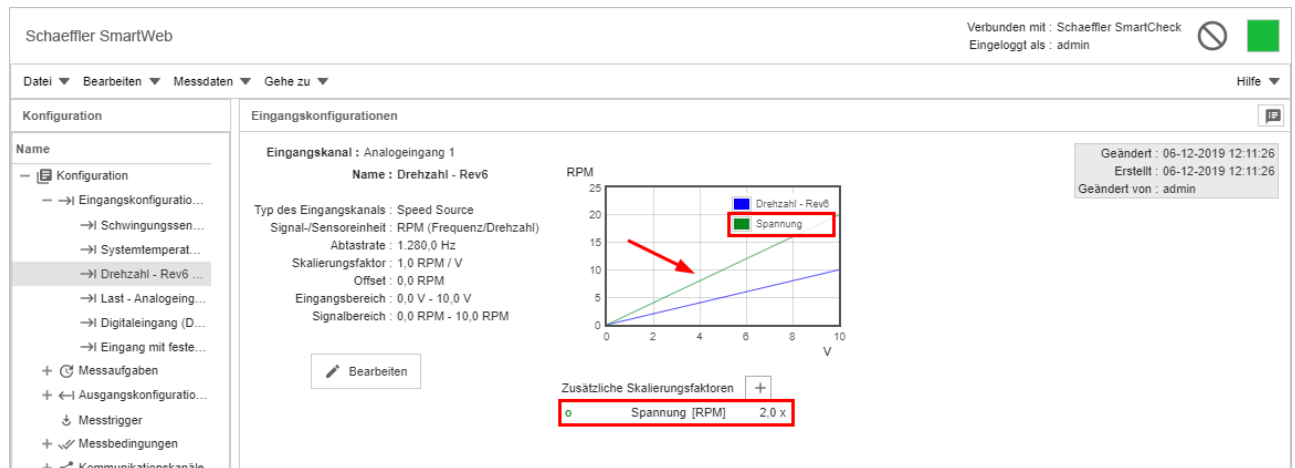 Schaeffler SmartWeb
Verbunden mit : Schaeffler SmartCheck
Eingeloggt als : admin
Datei Bearbeiten Messdaten Gehe zu Hilfe
Konfiguration
Name
Konfiguration
Eingangskonfiguratio...
Schwingungssen...
Systemtemperat...
Drehzahl - Rev6 ...
Last - Analogeing...
Digitaleingang (D...
Eingang mit feste...
Messaufgaben
Ausgangskonfiguratio...
Messtrigger
Messbedingungen
Kommunikationskanäle
Eingangskonfigurationen
Eingangskanal : Analogeingang 1
Name : Drehzahl - Rev6
Typ des Eingangskanals : Speed Source
Signal-/Sensoreinheit : RPM (Frequenz/Drehzahl)
Abtastrate : 1.280,0 Hz
Skalierungsfaktor : 1,0 RPM / V
Offset : 0,0 RPM
Eingangsbereich : 0,0 V - 10,0 V
Signalbereich : 0,0 RPM - 10,0 RPM
Bearbeiten
RPM
25
20
15
10
5
0
0 2 4 6 8 10
V
Drehzahl - Rev6
Spannung
Zusätzliche Skalierungsfaktoren +
o Spannung [RPM] 2,0 x
Geändert : 06-12-2019 12:11:26
Erstellt : 06-12-2019 12:11:26
Geändert von : admin